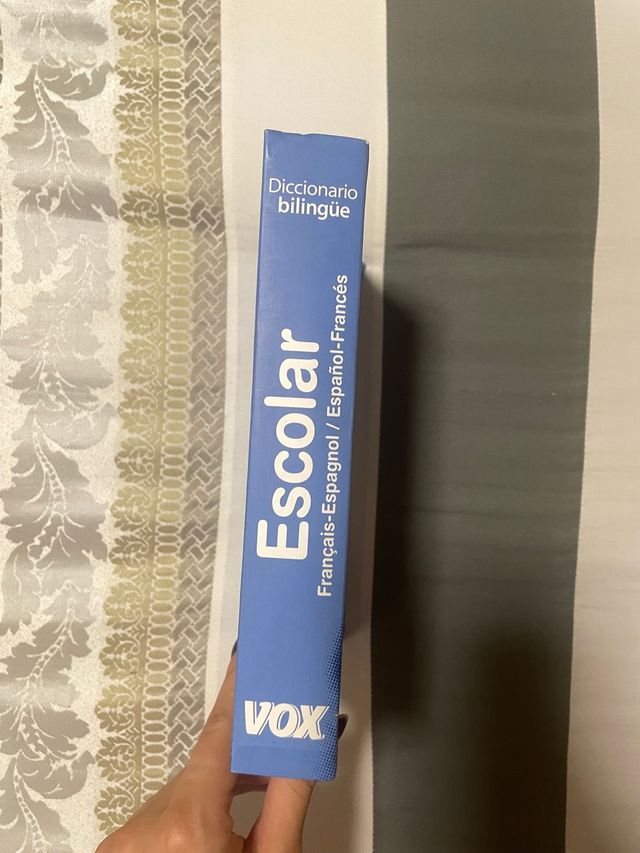 Diccionario
bilingüe
Escolar
Français-Espagnol / Español-Francés
VOX